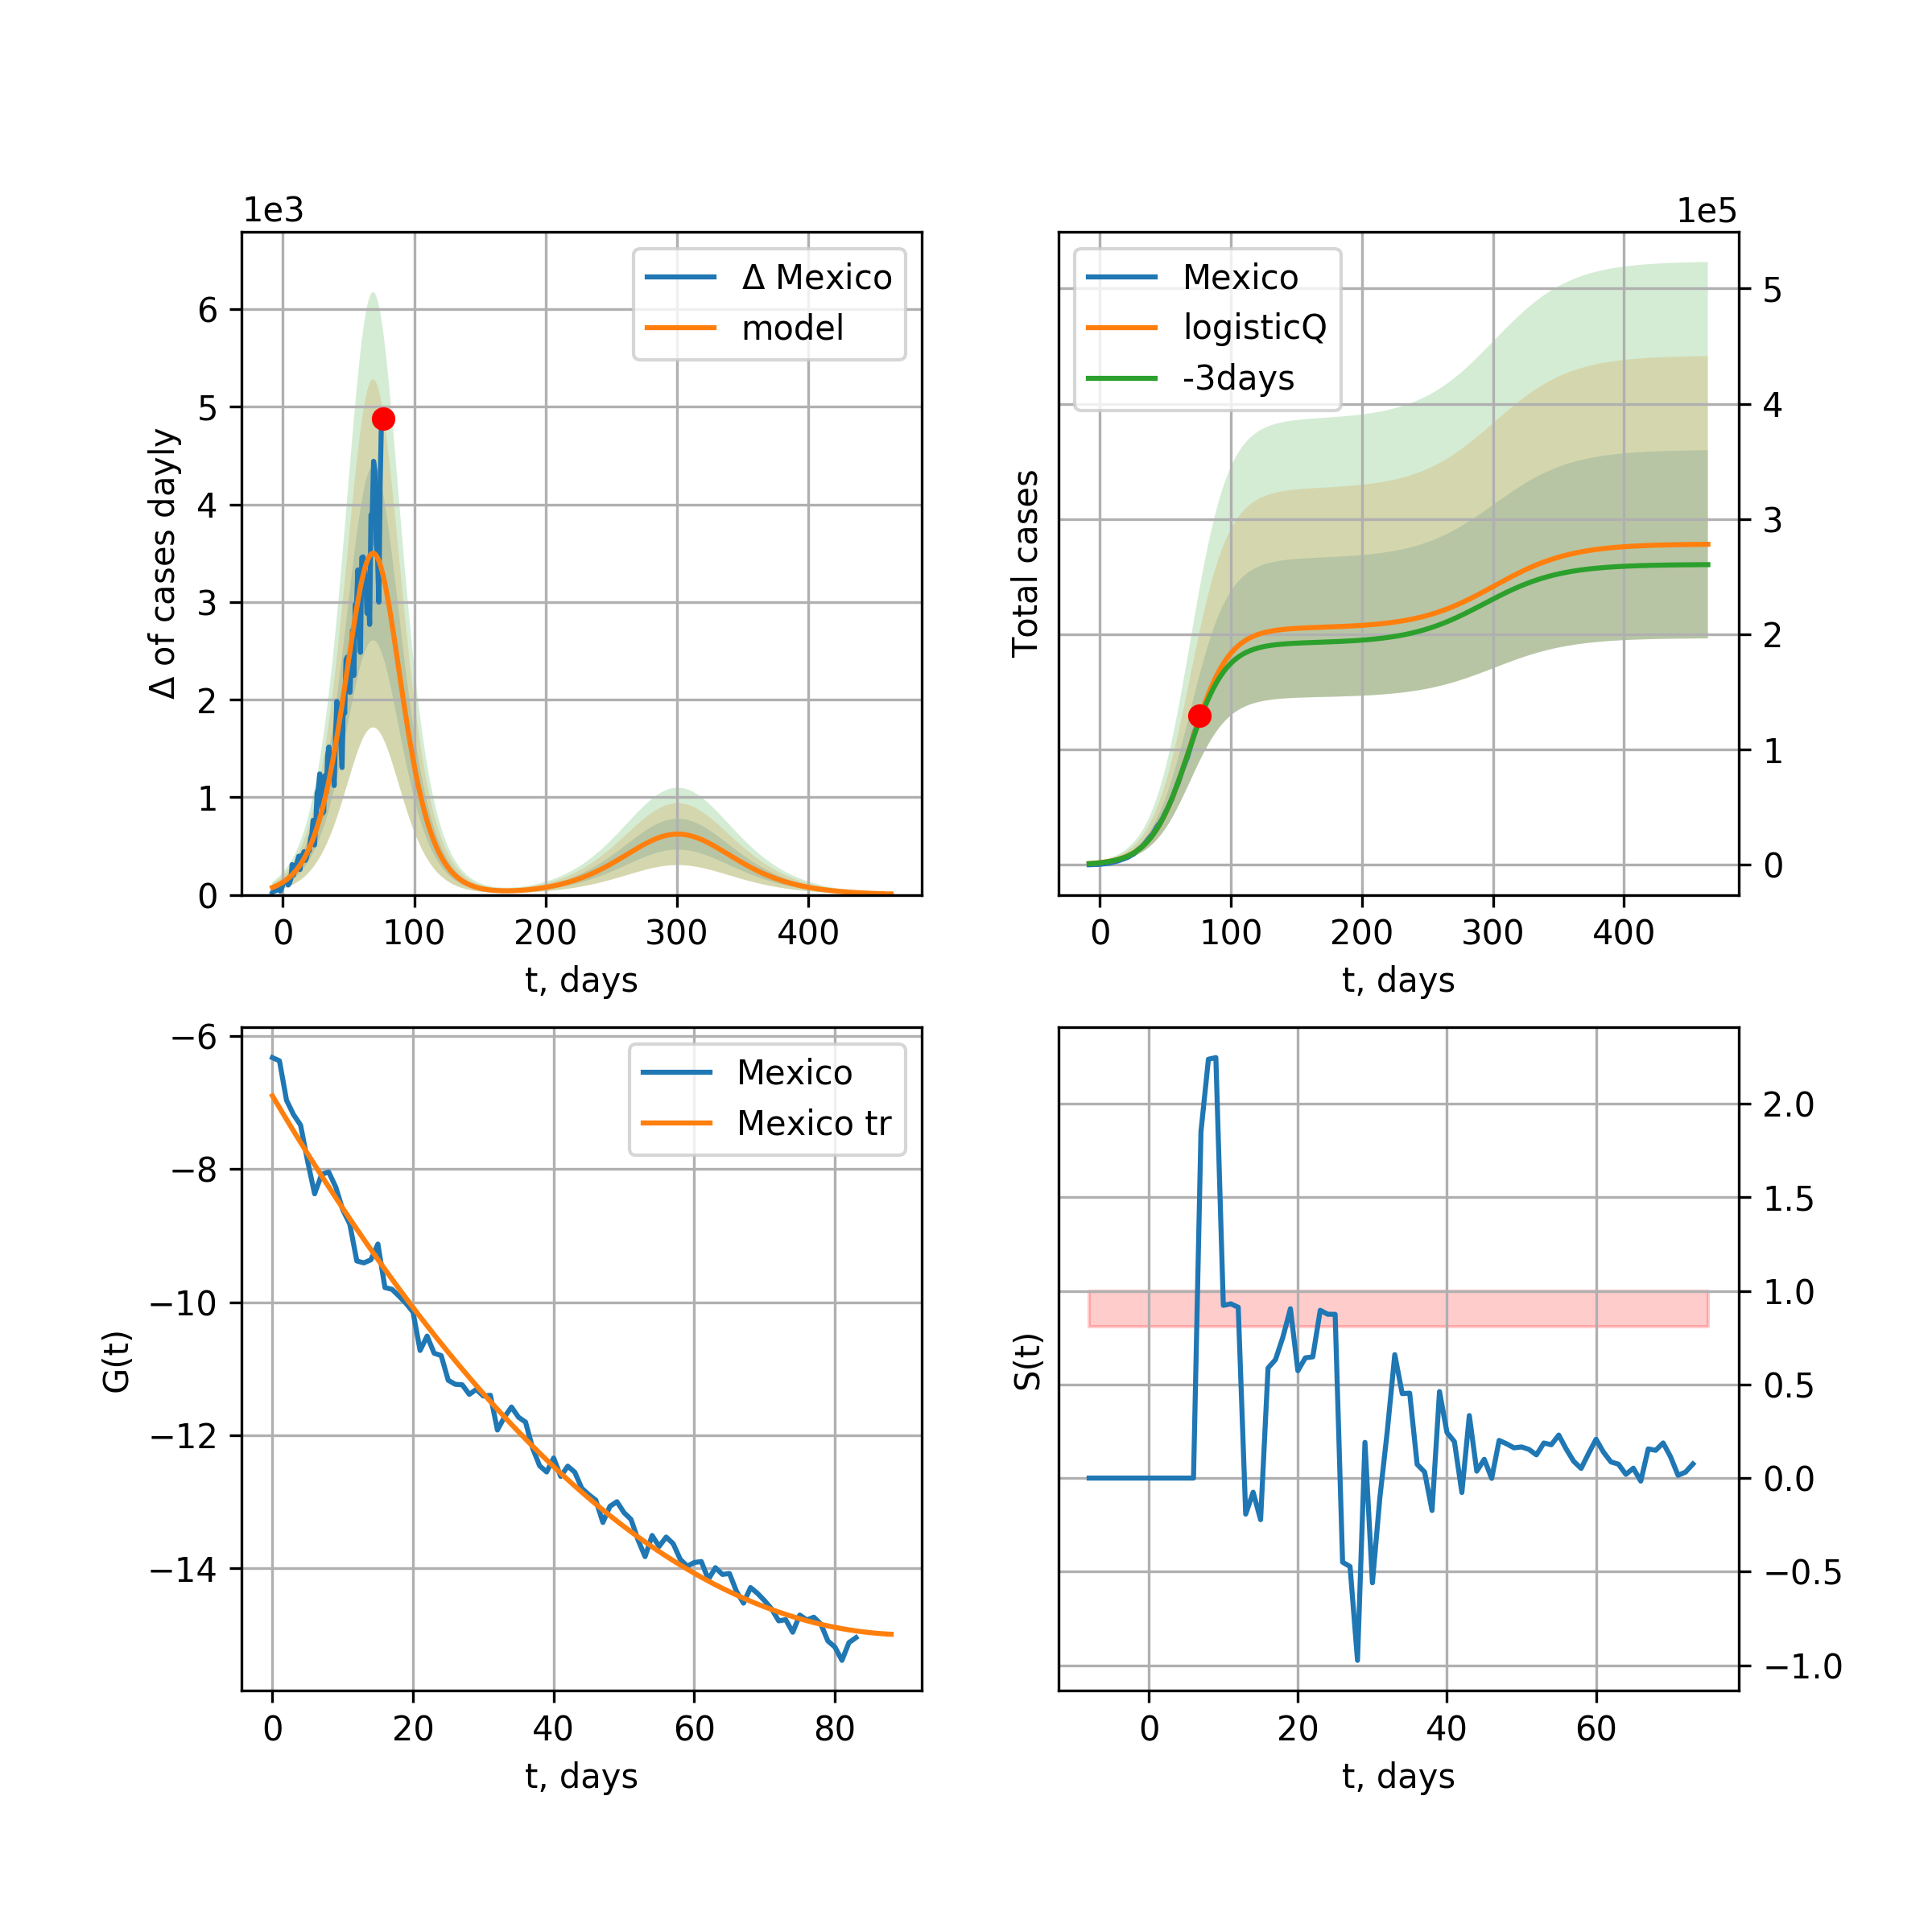 1e3
Δ Mexico
model
6
5
4
3
2
1
0
Δ of cases dayly
0 100 200 300 400
t, days
1e5
Mexico
logisticQ
-3days
5
4
3
2
1
0
Total cases
0 100 200 300 400
t, days
Mexico
Mexico tr
−6
−8
−10
−12
−14
G(t)
0 20 40 60 80
t, days
2.0
1.5
1.0
0.5
0.0
−0.5
−1.0
S(t)
0 20 40 60
t, days